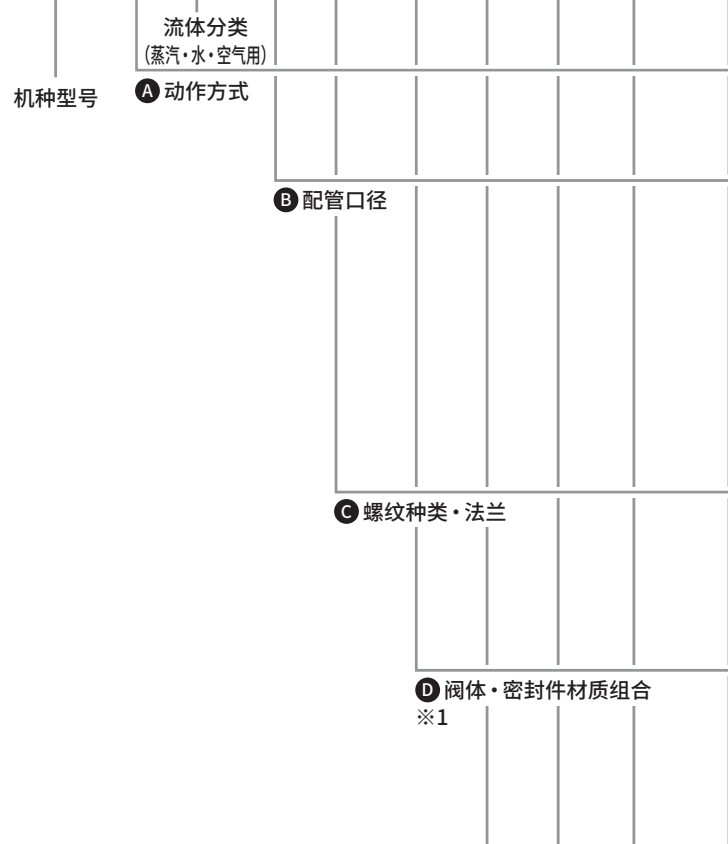 流体分类
(蒸汽・水・空气用)
机种型号
A 动作方式
B 配管口径
C 螺纹种类・法兰
D 阀体・密封件材质组合
※1